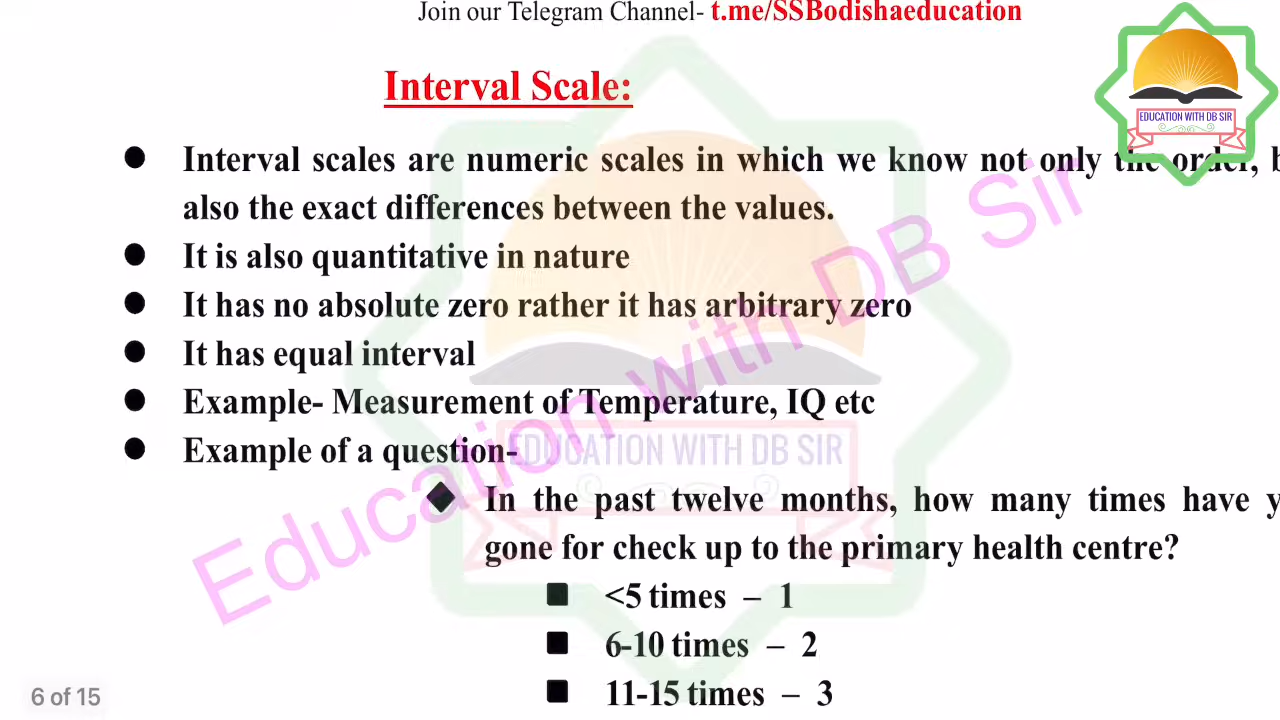 Join our Telegram Channel- t.me/SSBodishaeducation
EDUCATION WITH DB SIR
Interval Scale:
● Interval scales are numeric scales in which we know not only the order, b
also the exact differences between the values.
● It is also quantitative in nature
● It has no absolute zero rather it has arbitrary zero
● It has equal interval
● Example- Measurement of Temperature, IQ etc
● Example of a question-
◆ In the past twelve months, how many times have y
gone for check up to the primary health centre?
■ <5 times – 1
■ 6-10 times – 2
■ 11-15 times – 3
Education with DB Sir
EDUCATION WITH DB SIR
6 of 15